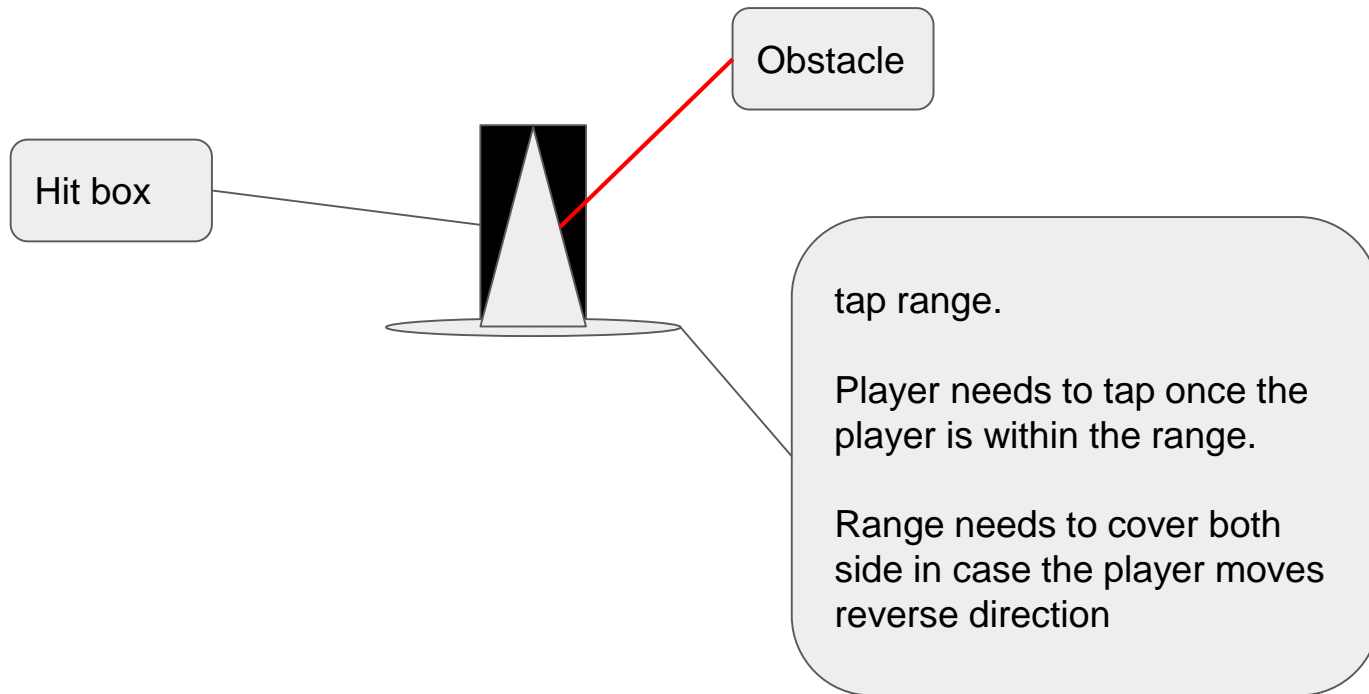 Obstacle
Hit box
tap range.
Player needs to tap once the
player is within the range.
Range needs to cover both
side in case the player moves
reverse direction